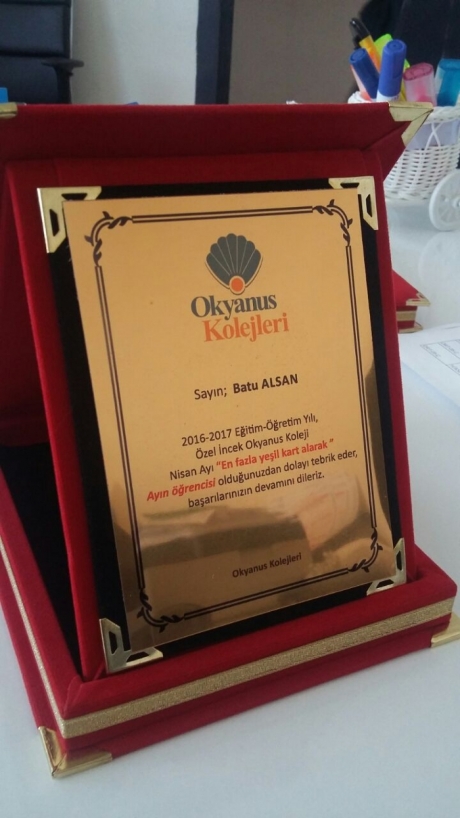 Okyanus
Kolejleri
Sayın; Batu ALSAN
2016-2017 Eğitim-Öğretim Yılı,
Özel İncek Okyanus Koleji
Nisan Ayı "En fazla yeşil kart alarak "
Ayın öğrencisi olduğunuzdan dolayı tebrik eder,
başarılarınızın devamını dileriz.
Okyanus Kolejleri